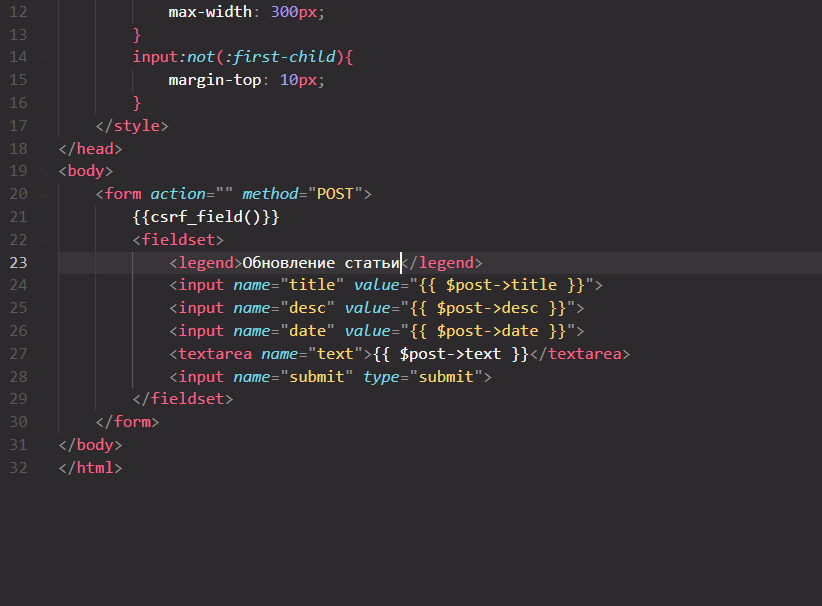 12 max-width: 300px;
13 }
14 input:not(:first-child){
15 margin-top: 10px;
16 }
17 </style>
18 </head>
19 <body>
20 <form action="" method="POST">
21 {{csrf_field()}}
22 <fieldset>
23 <legend>Обновление статьи</legend>
24 <input name="title" value="{{ $post->title }}">
25 <input name="desc" value="{{ $post->desc }}">
26 <input name="date" value="{{ $post->date }}">
27 <textarea name="text">{{ $post->text }}</textarea>
28 <input name="submit" type="submit">
29 </fieldset>
30 </form>
31 </body>
32 </html>